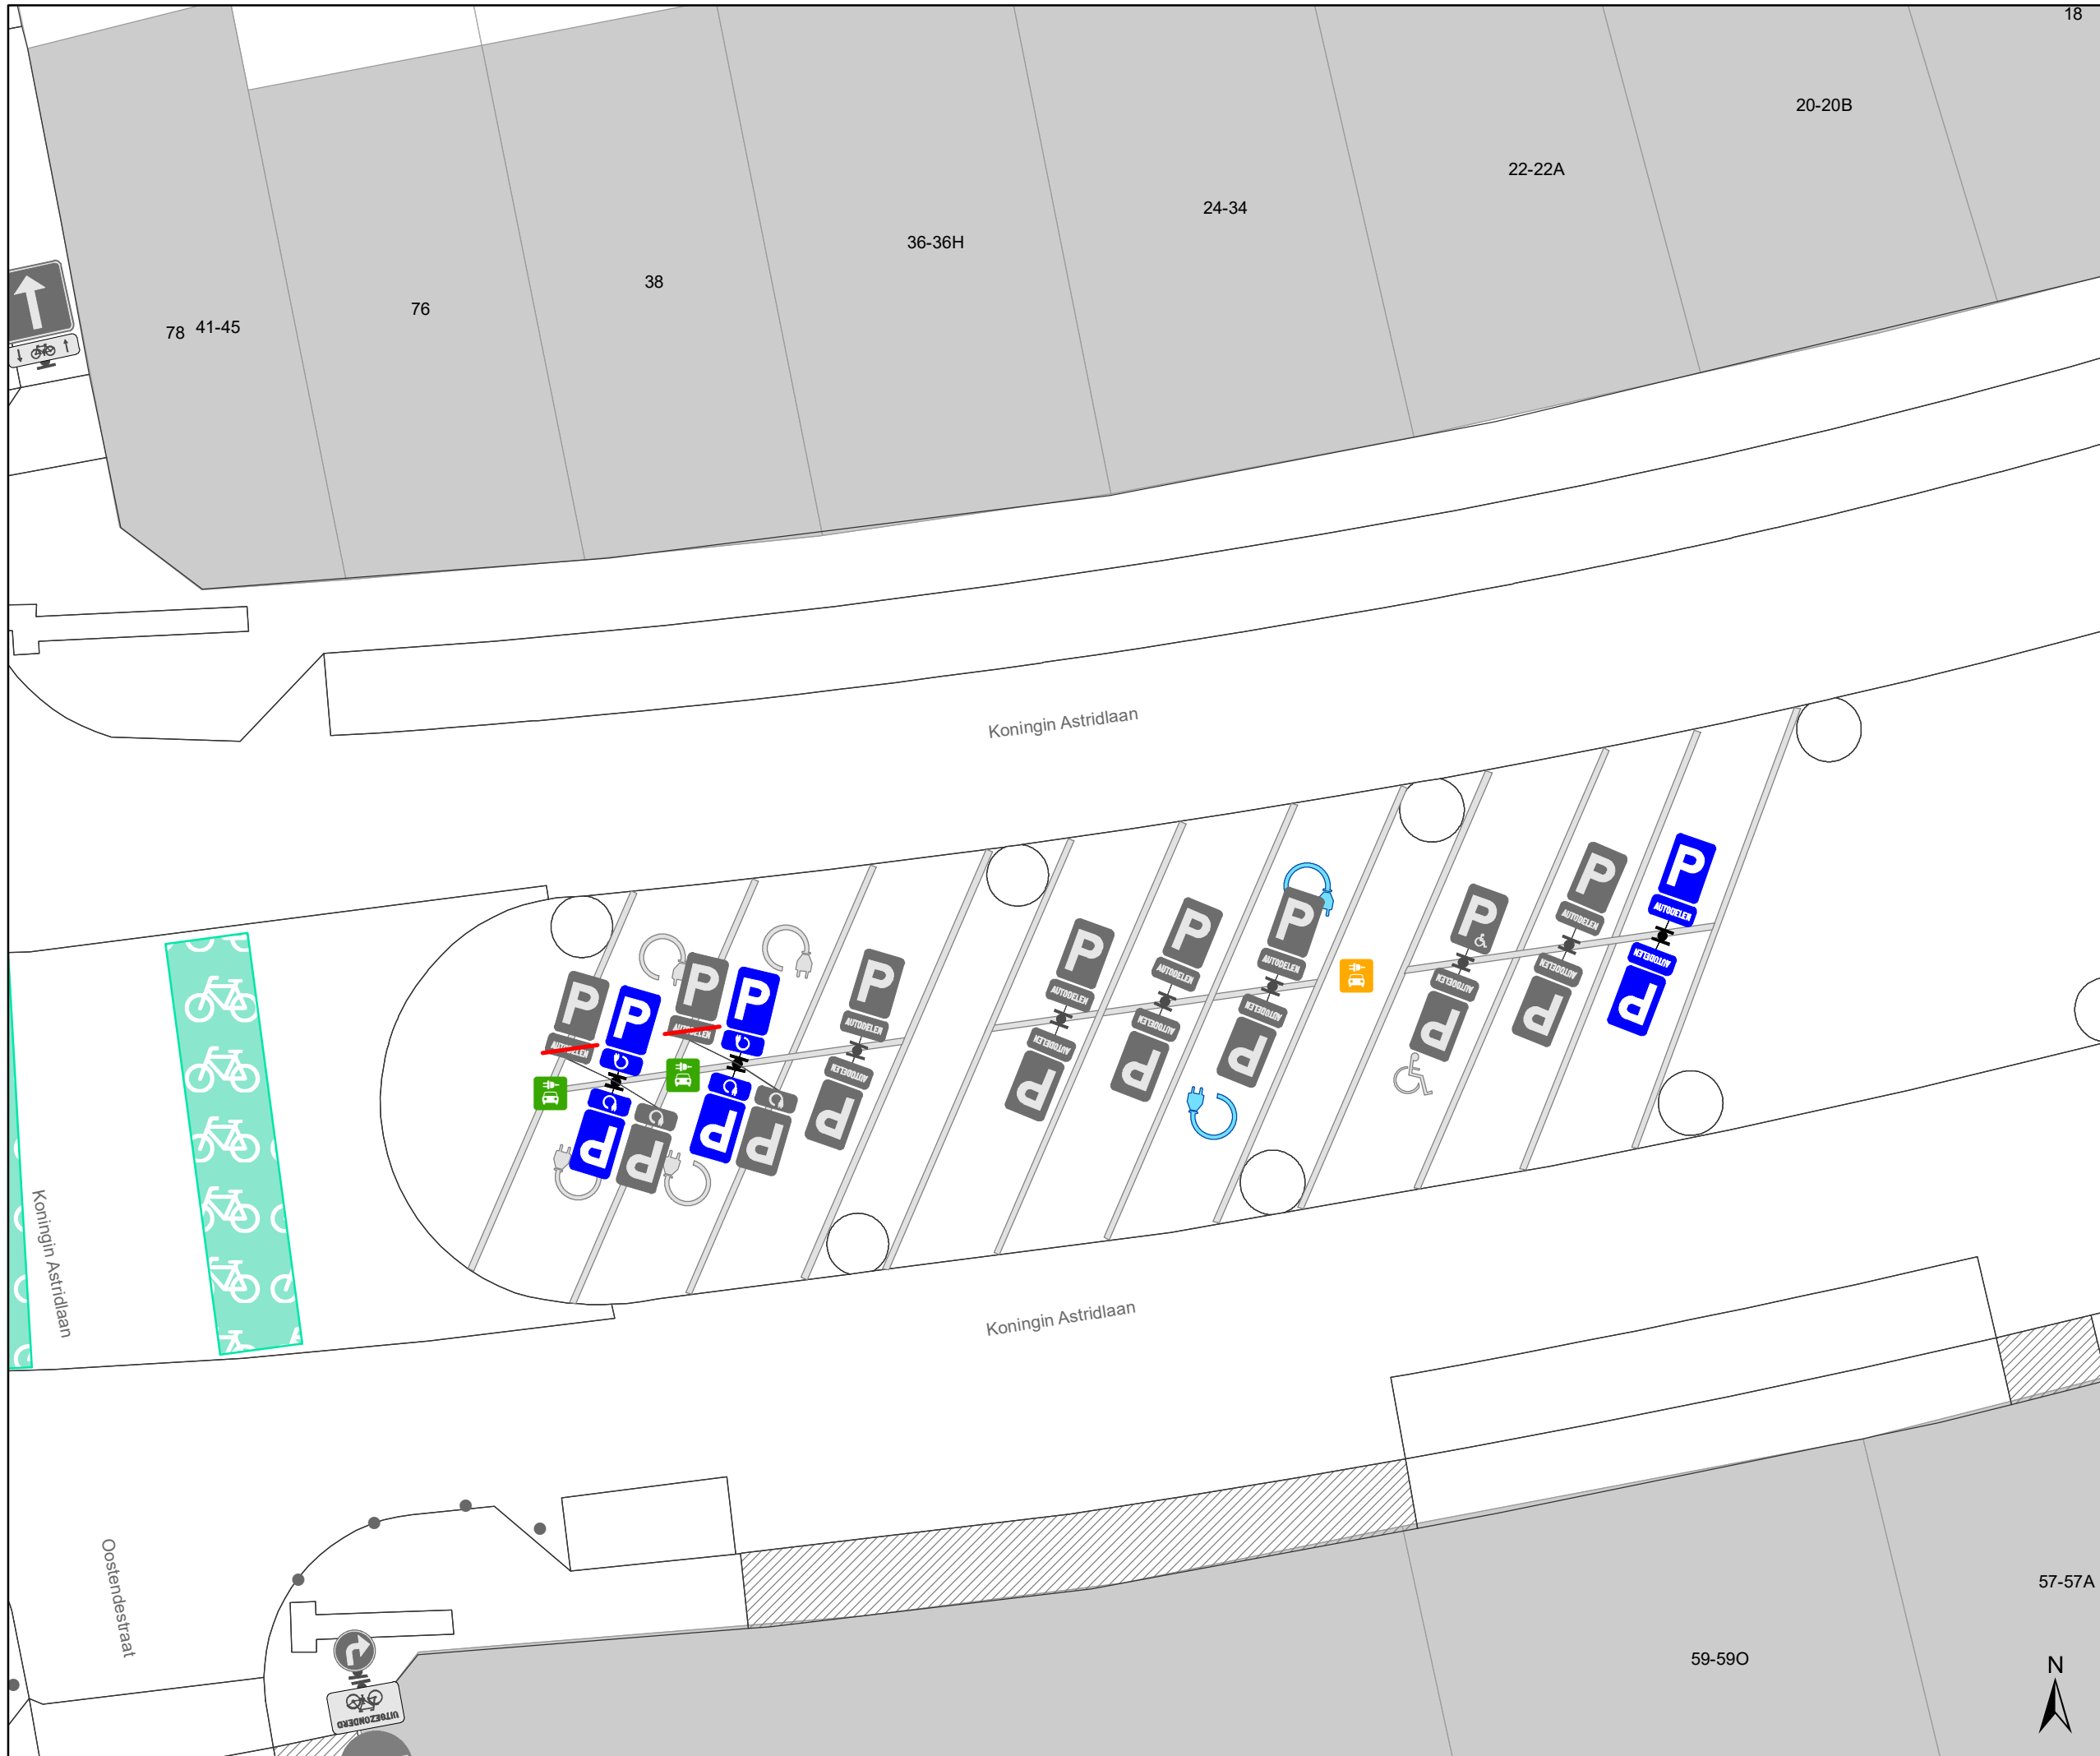 18
20-20B
22-22A
24-34
36-36H
38
76
78 41-45
Koningin Astridlaan
P
AUTODELEN
P
AUTODELEN
P
AUTODELEN
P
AUTODELEN
P
P
AUTODELEN
P
AUTODELEN
P
AUTODELEN
P
P
AUTODELEN
P
P
AUTODELEN
AUTODELEN
P
AUTODELEN
P
AUTODELEN
P
AUTODELEN
P
AUTODELEN
P
AUTODELEN
P
AUTODELEN
P
P
P
P
P
Koningin Astridlaan
Koningin Astridlaan
Oostendestraat
57-57A
59-59O
UITGEZONDERD
N